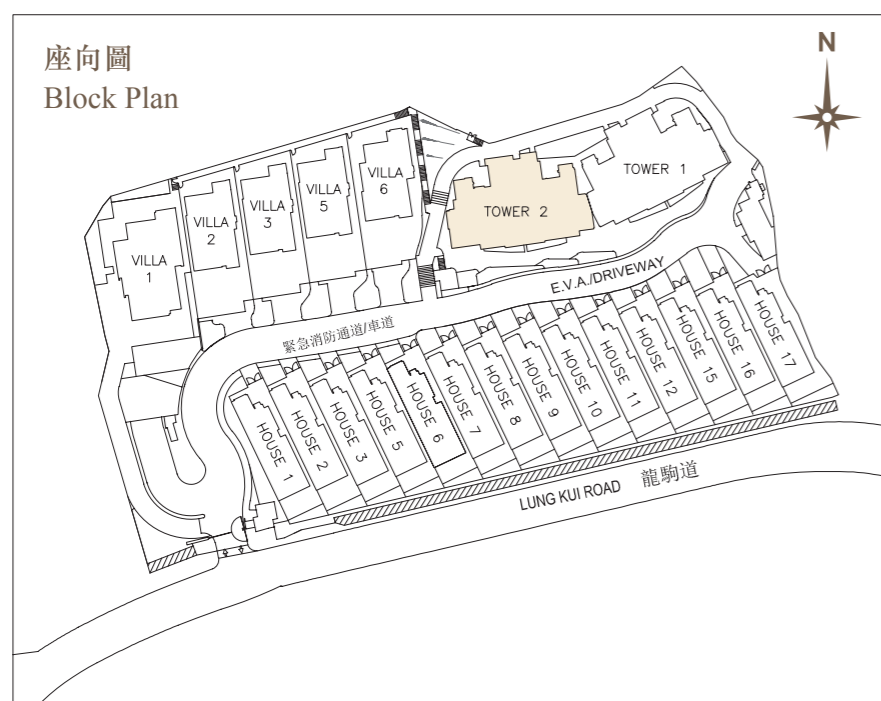 座向圖
Block Plan
N
VILLA
1
VILLA
2
VILLA
3
VILLA
5
VILLA
6
TOWER 2
TOWER 1
E.V.A./DRIVEWAY
緊急消防通道/車道
HOUSE 1
HOUSE 2
HOUSE 3
HOUSE 5
HOUSE 6
HOUSE 7
HOUSE 8
HOUSE 9
HOUSE 10
HOUSE 11
HOUSE 12
HOUSE 15
HOUSE 16
HOUSE 17
LUNG KUI ROAD 龍駒道